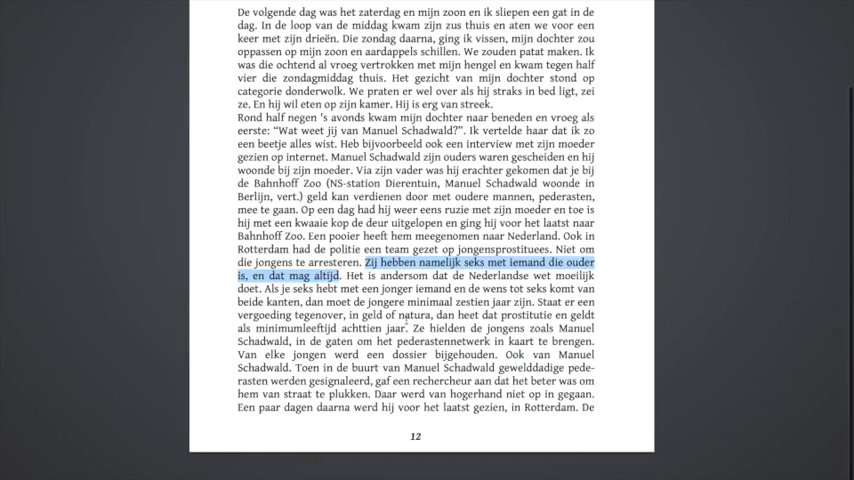 De volgende dag was het zaterdag en mijn zoon en ik sliepen een gat in de
dag. In de loop van de middag kwam zijn zus thuis en aten we voor een
keer met zijn drieën. Die zondag daarna, ging ik vissen, mijn dochter zou
oppassen op mijn zoon en aardappels schillen. We zouden patat maken. Ik
was die ochtend al vroeg vertrokken met mijn hengel en kwam tegen half
vier die zondagmiddag thuis. Het gezicht van mijn dochter stond op
categorie donderwolk. We praten er wel over als hij straks in bed ligt, zei
ze. En hij wil eten op zijn kamer. Hij is erg van streek.
Rond half negen 's avonds kwam mijn dochter naar beneden en vroeg als
eerste: “Wat weet jij van Manuel Schadwald?”. Ik vertelde haar dat ik zo
een beetje alles wist. Heb bijvoorbeeld ook een interview met zijn moeder
gezien op internet. Manuel Schadwald zijn ouders waren gescheiden en hij
woonde bij zijn moeder. Via zijn vader was hij erachter gekomen dat je bij
de Bahnhoff Zoo (NS-station Dierentuin, Manuel Schadwald woonde in
Berlijn, vert.) geld kan verdienen door met oudere mannen, pederasten,
mee te gaan. Op een dag had hij weer eens ruzie met zijn moeder en toe is
hij met een kwaaie kop de deur uitgelopen en ging hij voor het laatst naar
Bahnhoff Zoo. Een pooier heeft hem meegenomen naar Nederland. Ook in
Rotterdam had de politie een team gezet op jongensprostituees. Niet om
die jongens te arresteren. Zij hebben namelijk seks met iemand die ouder
is, en dat mag altijd. Het is andersom dat de Nederlandse wet moeilijk
doet. Als je seks hebt met een jonger iemand en de wens tot seks komt van
beide kanten, dan moet de jongere minimaal zestien jaar zijn. Staat er een
vergoeding tegenover, in geld of natura, dan heet dat prostitutie en geldt
als minimumleeftijd achttien jaar. Ze hielden de jongens zoals Manuel
Schadwald, in de gaten om het pederastennetwerk in kaart te brengen.
Van elke jongen werd een dossier bijgehouden. Ook van Manuel
Schadwald. Toen in de buurt van Manuel Schadwald gewelddadige pede-
rasten werden gesignaleerd, gaf een rechercheur aan dat het beter was om
hem van straat te plukken. Daar werd van hogerhand niet op in gegaan.
Een paar dagen daarna werd hij voor het laatst gezien, in Rotterdam. De
12